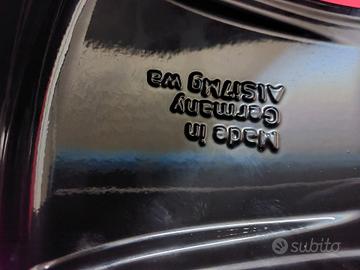 Made in
Germany
AlSi7Mg wa
subito